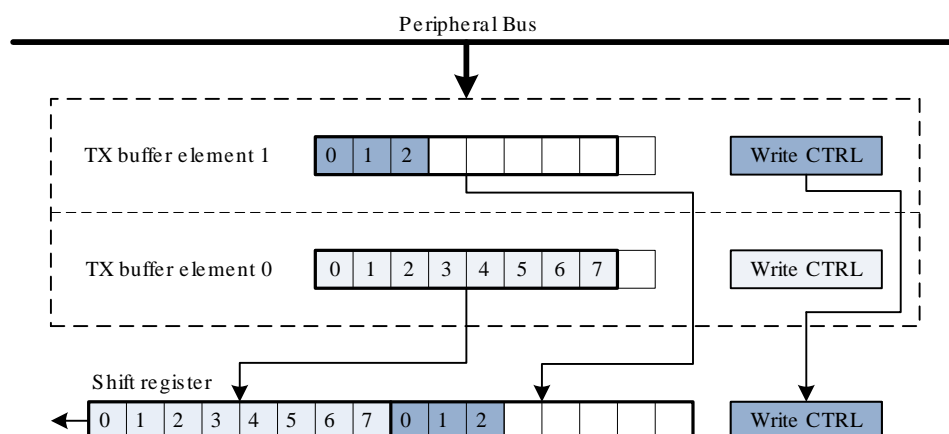 Peripheral Bus
TX buffer element 1 0 1 2 Write CTRL
TX buffer element 0 0 1 2 3 4 5 6 7 Write CTRL
Shift register
0 1 2 3 4 5 6 7 0 1 2 Write CTRL